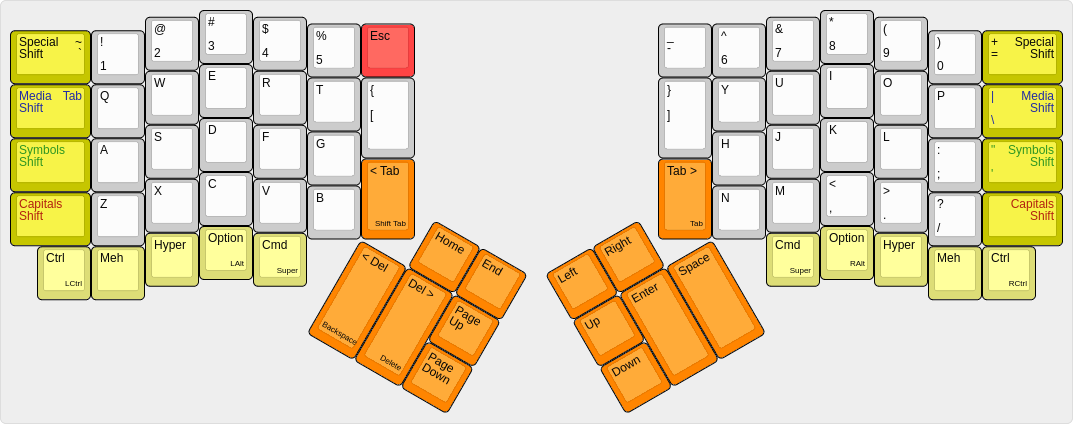 Special ~
Shift `
!
1
@
2
#
3
$
4
%
5
Esc
Media Tab
Shift
Q
W
E
R
T
{
[
Symbols
Shift
A
S
D
F
G
< Tab
Shift Tab
Capitals
Shift
Z
X
C
V
B
Ctrl
LCtrl
Meh
Hyper
Option
LAlt
Cmd
Super
Home
End
< Del
Backspace
Del >
Delete
Page
Up
Page
Down
_
-
^
6
&
7
*
8
(
9
)
0
+ Special
= Shift
}
]
Y
U
I
O
P
| Media
\ Shift
H
J
K
L
:
;
" Symbols
' Shift
Tab >
Tab
N
M
<
,
>
.
?
/
Capitals
Shift
Cmd
Super
Option
RAlt
Hyper
Meh
Ctrl
RCtrl
Left
Right
Up
Down
Enter
Space